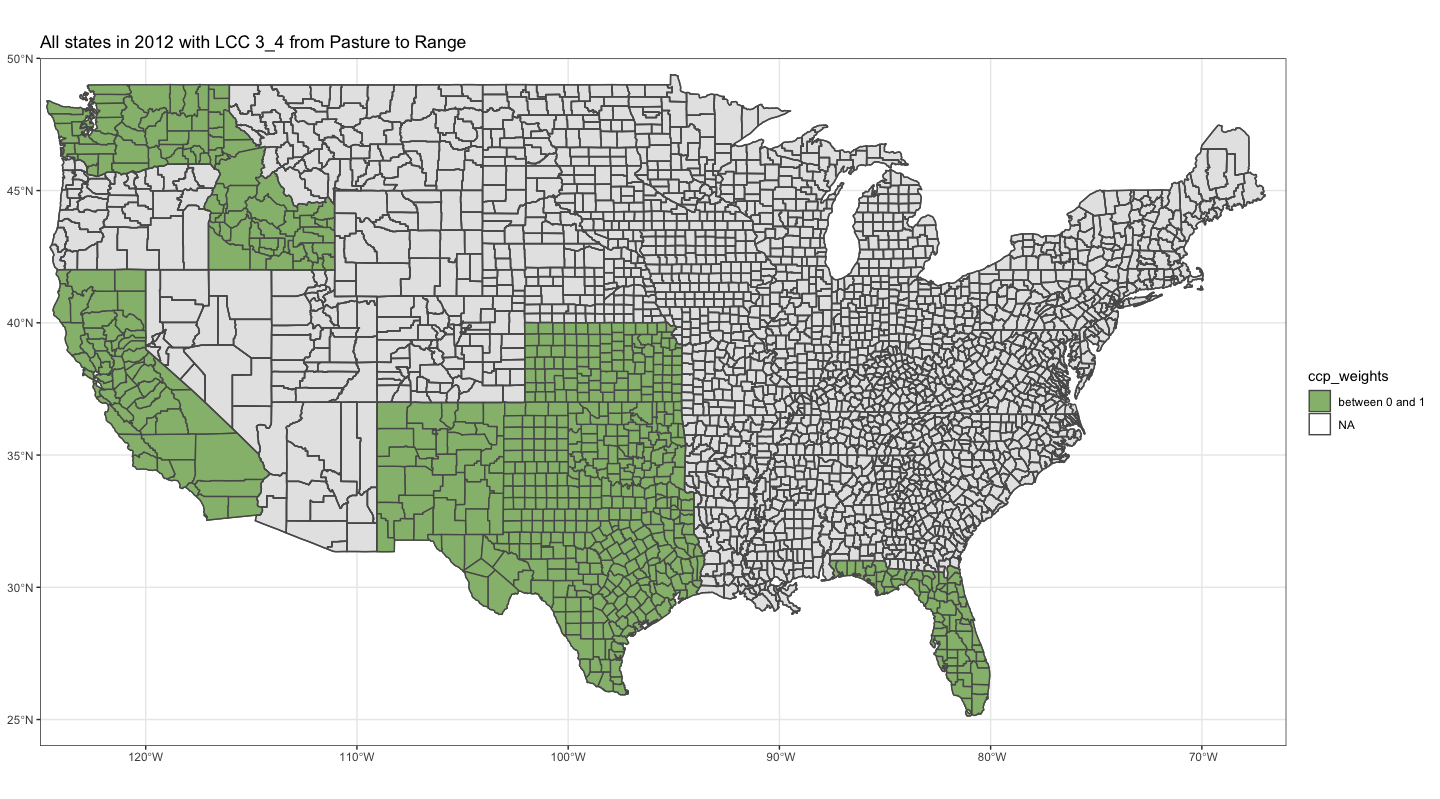 All states in 2012 with LCC 3_4 from Pasture to Range
50°N
45°N
40°N
35°N
30°N
25°N
120°W
110°W
100°W
90°W
80°W
70°W
ccp_weights
between 0 and 1
NA